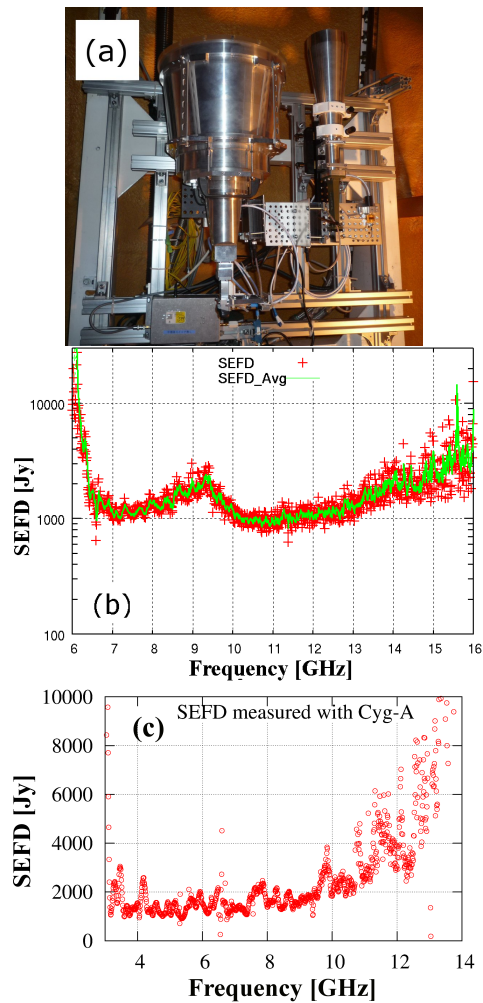 (a)
SEFD +
SEFD_Avg
SEFD [Jy]
10000
1000
100
(b)
6 7 8 9 10 11 12 13 14 15 16
Frequency [GHz]
(c) SEFD measured with Cyg-A
SEFD [Jy]
10000
8000
6000
4000
2000
0
4 6 8 10 12 14
Frequency [GHz]